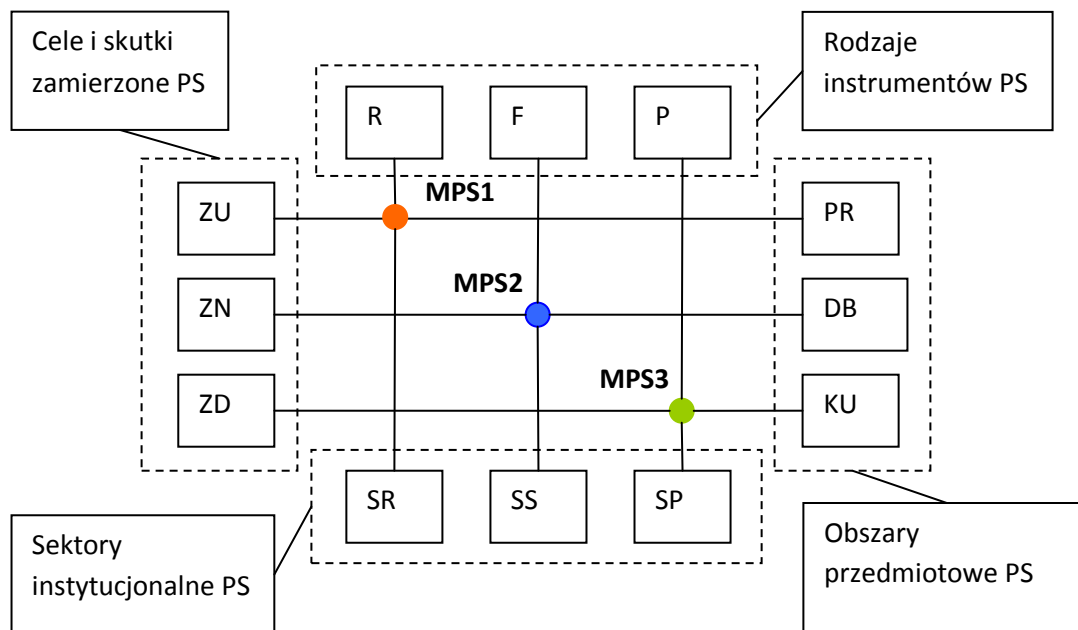 Cele i skutki
zamierzone PS
Rodzaje
instrumentów PS
R
F
P
MPS1
ZU
PR
MPS2
ZN
DB
MPS3
ZD
KU
SR
SS
SP
Sektory
instytucjonalne PS
Obszary
przedmiotowe PS